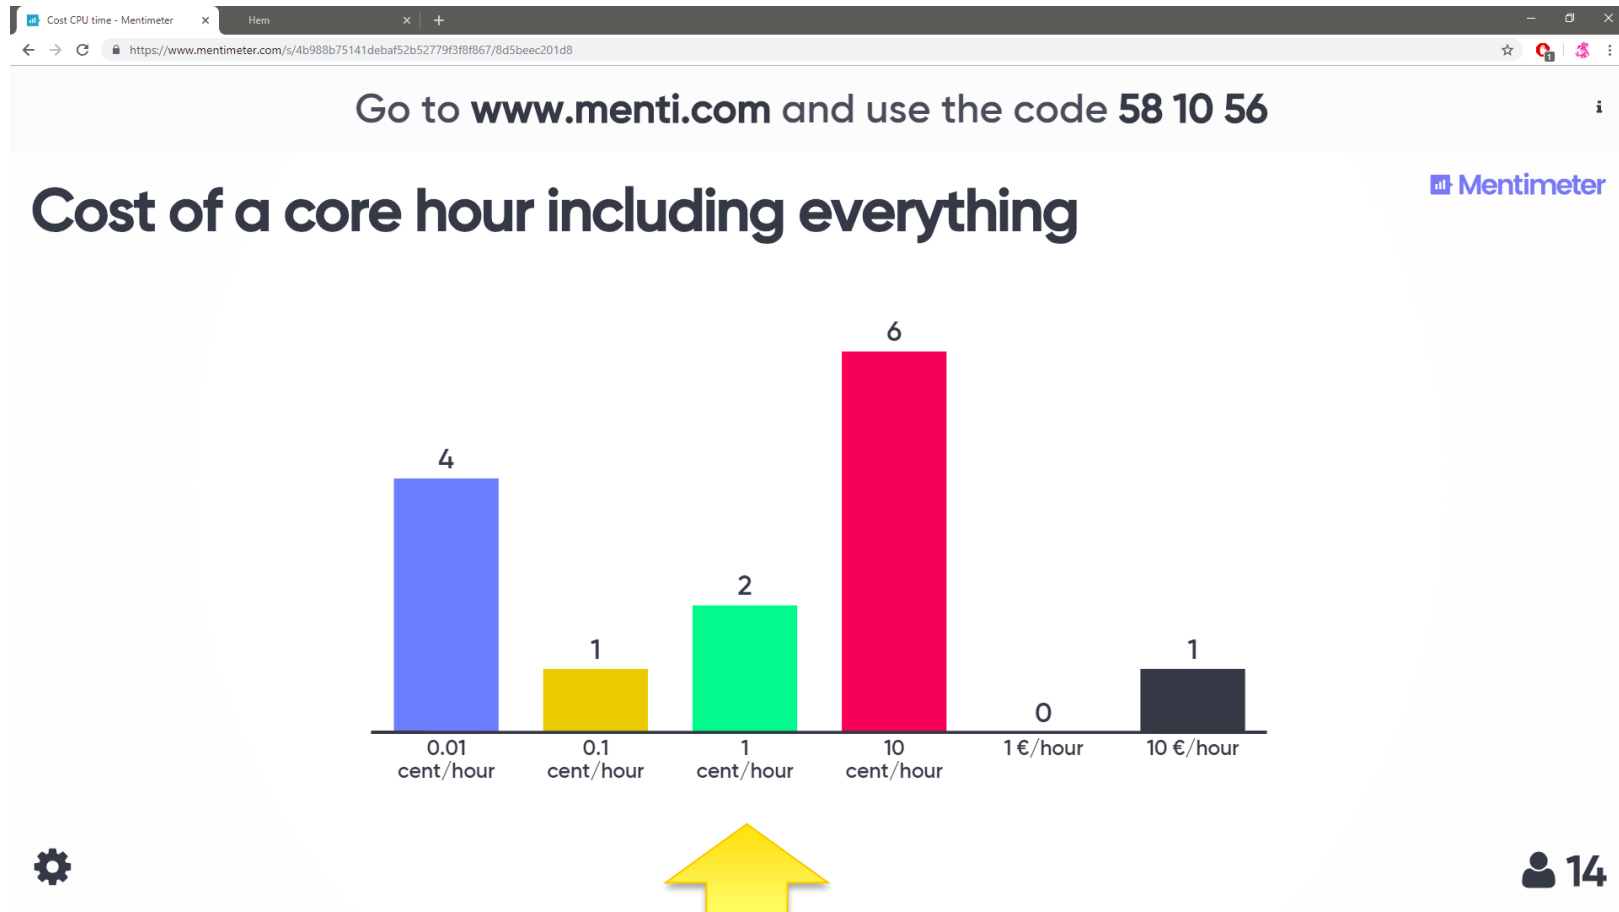 Cost CPU time - Mentimeter
Hem
https://www.mentimeter.com/s/4b988b75141debaf52b52779f3f8f867/8d5beec201d8
1
Go to www.menti.com and use the code 58 10 56
i
Mentimeter
Cost of a core hour including everything
4
1
2
6
0
1
0.01
cent/hour
0.1
cent/hour
1
cent/hour
10
cent/hour
1 €/hour
10 €/hour
14